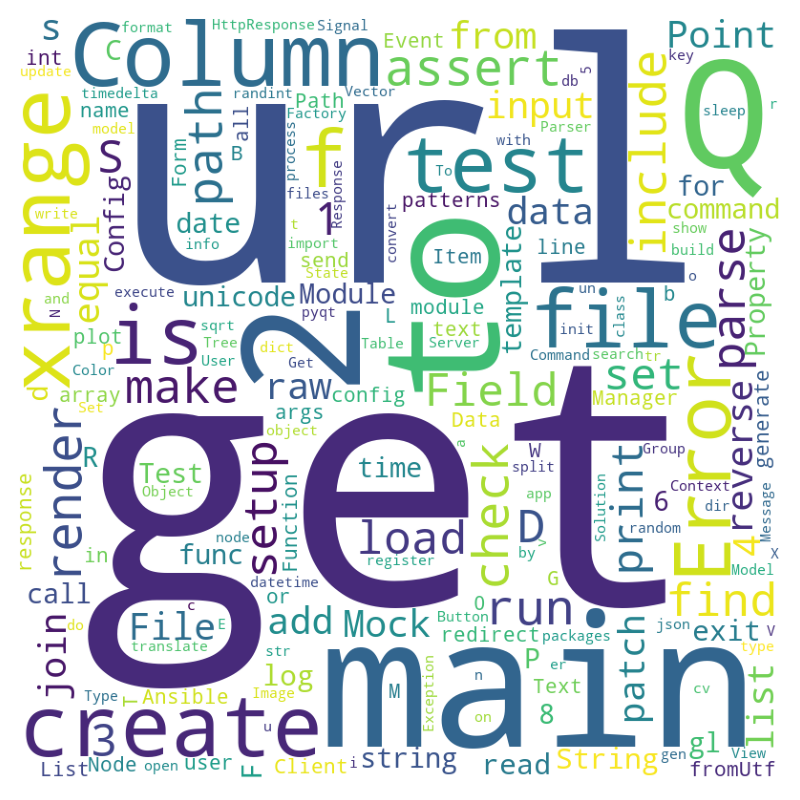 format
HttpResponse
Signal
s
C
Column
url
Q
Event
from
Point
int
update
timedelta
randint
Vector
assert
db
5
key
name
Path
Factory
all
input
include
sleep
r
model
xrange
path
Form
B
process
f
test
Parser
with
To
S
files
Response
1
patterns
data
for
command
write
Config
date
t
convert
equal
info
import
send
State
to
Item
line
template
show
build
and
N
execute
unicode
Module
module
file
b
un
o
Property
parse
plot
p
is
sqrt
pyqt
2
L
text
init
class
Tree
User
dict
Get
Table
Server
Command
search
tr
Color
d
array
Set
make
raw
config
Field
set
Manager
reverse
Error
args
object
Data
a
render
R
Test
Object
setup
Function
time
check
W
split
print
Group
6
Context
dir
generate
Message
get
load
D
app
Solution
random
4
response
in
func
node
datetime
register
by
>
G
X
Model
call
or
c
File
E
translate
add
Mock
O
Button
run
find
do
join
str
redirect
packages
patch
json
exit
V
type
T
Type
Ansible
log
Image
M
Exception
P
er
n
Text
main
list
create
3
u
on
8
cv
gl
View
List
Node
open
user
F
Client
i
string
read
String
gen
fromUtf